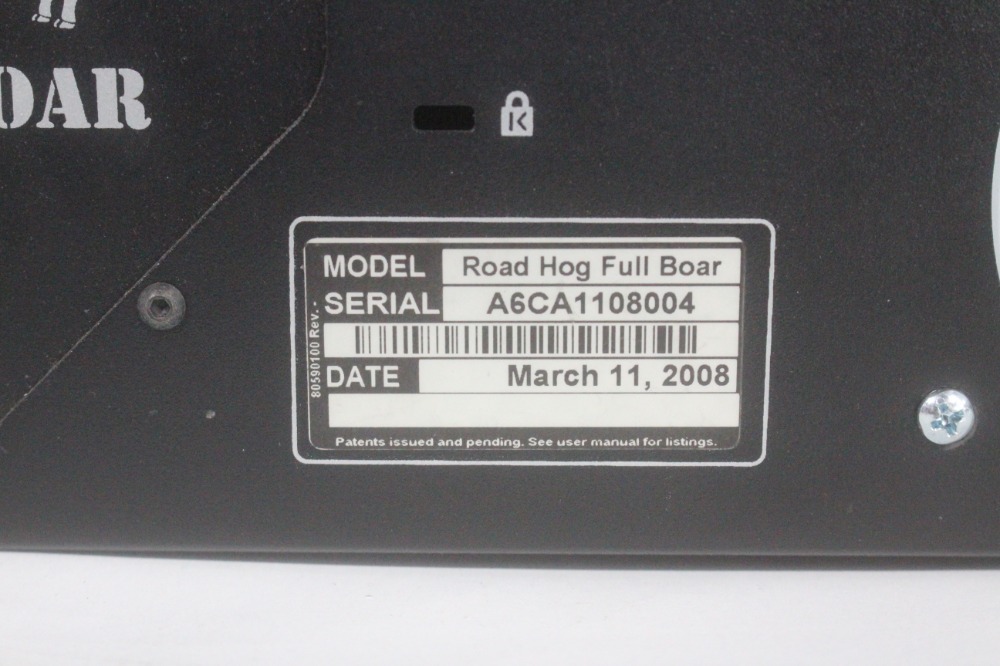 OAR
K
MODEL Road Hog Full Boar
SERIAL A6CA1108004
80590100 Rev. -
DATE March 11, 2008
Patents issued and pending. See user manual for listings.